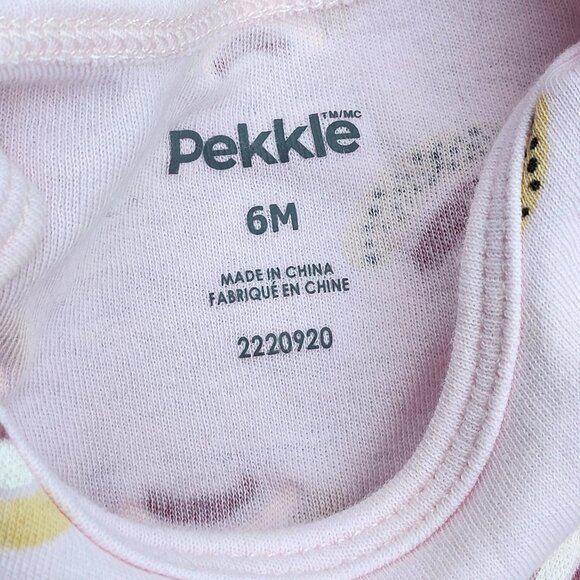 Pekkle TM/MC
6M
MADE IN CHINA
FABRIQUÉ EN CHINE
2220920